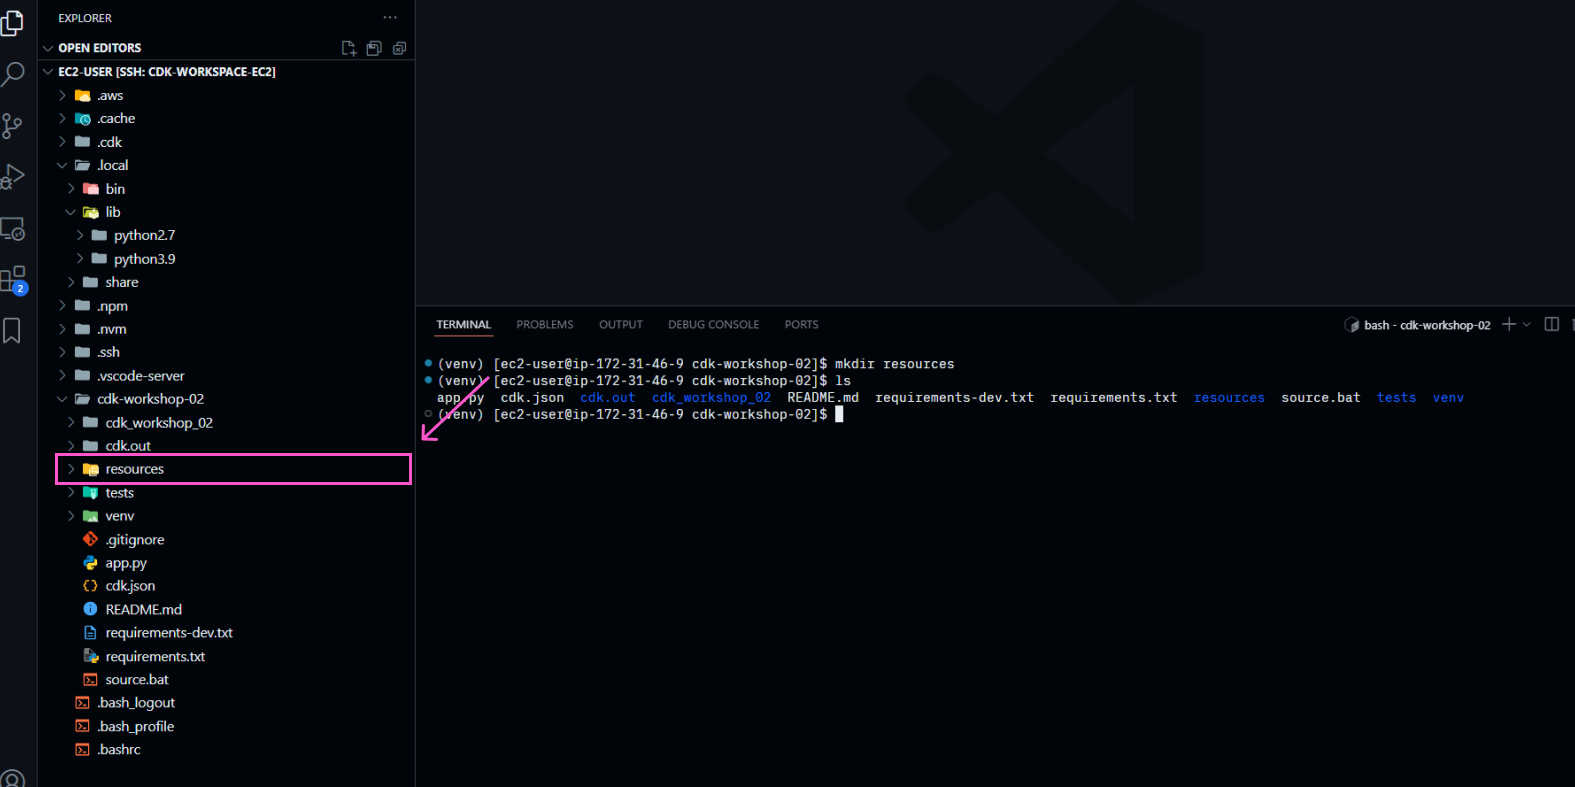 EXPLORER
OPEN EDITORS
EC2-USER [SSH: CDK-WORKSPACE-EC2]
.aws
.cache
.cdk
.local
bin
lib
python2.7
python3.9
share
.npm
.nvm
.ssh
.vscode-server
cdk-workshop-02
cdk_workshop_02
cdk.out
resources
tests
venv
.gitignore
app.py
cdk.json
README.md
requirements-dev.txt
requirements.txt
source.bat
.bash_logout
.bash_profile
.bashrc
2
TERMINAL PROBLEMS OUTPUT DEBUG CONSOLE PORTS
bash - cdk-workshop-02
(venv) [ec2-user@ip-172-31-46-9 cdk-workshop-02]$ mkdir resources
(venv) [ec2-user@ip-172-31-46-9 cdk-workshop-02]$ ls
app.py cdk.json cdk.out cdk_workshop_02 README.md requirements-dev.txt requirements.txt resources source.bat tests venv
(venv) [ec2-user@ip-172-31-46-9 cdk-workshop-02]$